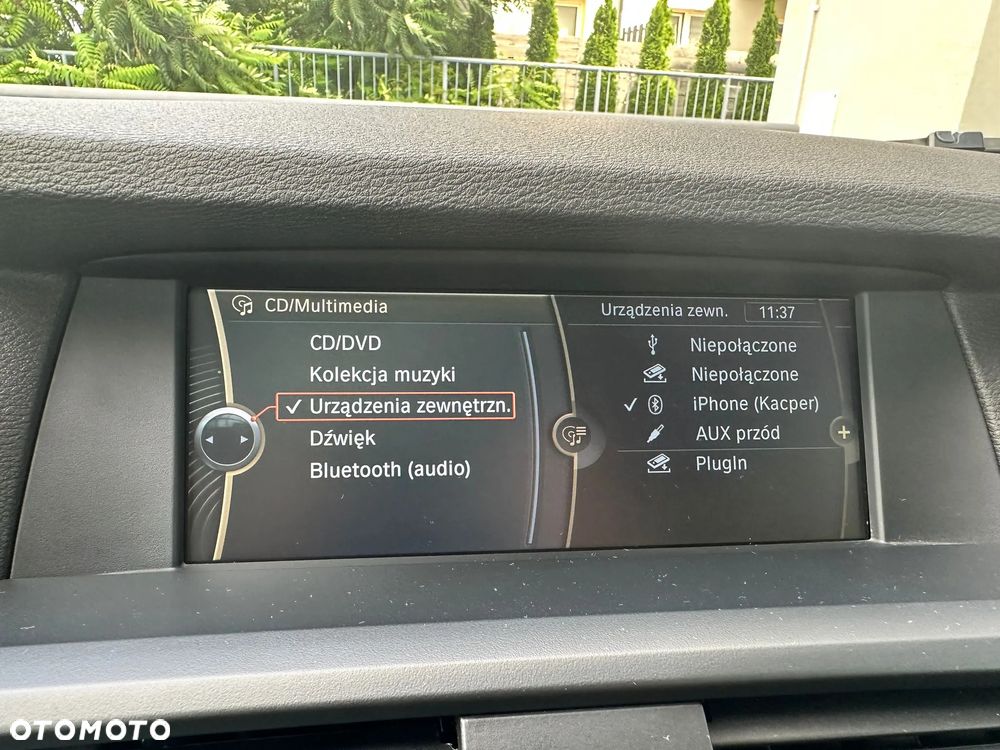 CD/Multimedia
CD/DVD
Kolekcja muzyki
Urządzenia zewnętrzn.
Dźwięk
Bluetooth (audio)
Urządzenia zewn. 11:37
Niepołączone
Niepołączone
iPhone (Kacper)
AUX przód
PlugIn
OTOMOTO